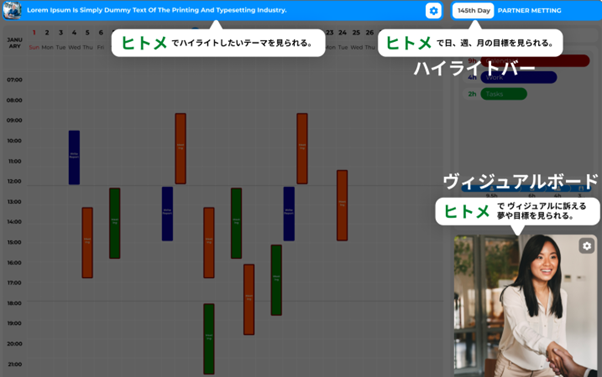 Lorem Ipsum Is Simply Dummy Text Of The Printing And Typesetting Industry.
145th Day PARTNER METTING
ヒトメ でハイライトしたいテーマを見られる。
ヒトメ で日、週、月の目標を見られる。
ハイライトバー
JANU
ARY
1 2 3 4 5 6
22 23 24 25 26
Sun Mon Tue Wed Thu Fri
4h Work
2h Taxes
07:00
08:00
09:00
10:00
11:00
12:00
13:00
14:00
15:00
16:00
17:00
18:00
19:00
20:00
21:00
ヴィジュアルボード
ヒトメ で ヴィジュアルに訴える
夢や目標を見られる。